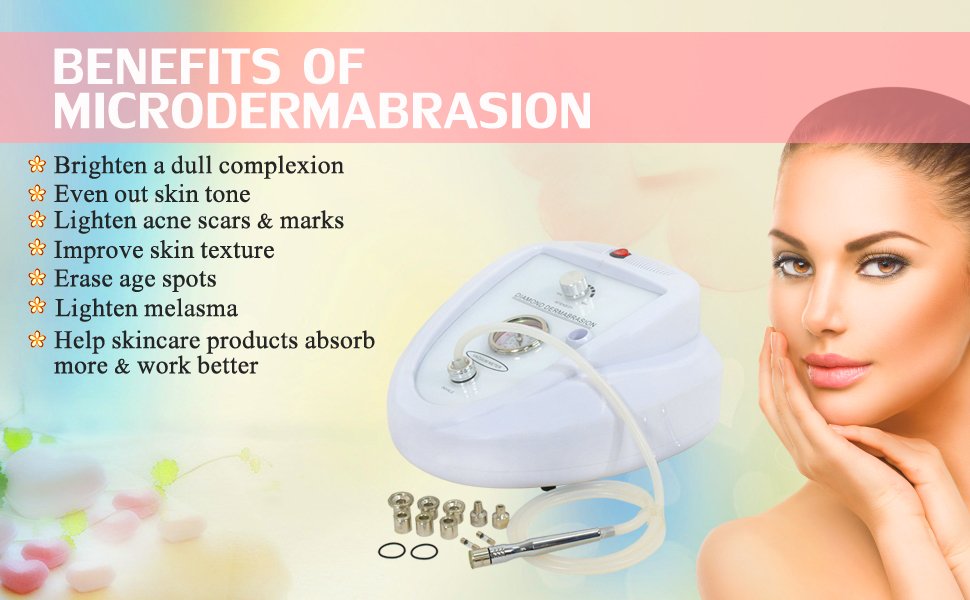 BENEFITS OF
MICRODERMABRASION
Brighten a dull complexion
Even out skin tone
Lighten acne scars & marks
Improve skin texture
Erase age spots
Lighten melasma
Help skincare products absorb
more & work better
DIAMOND DERMABRASION